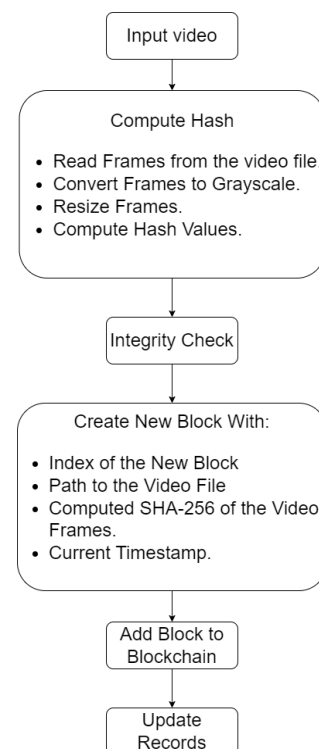 Input video
Compute Hash
• Read Frames from the video file.
• Convert Frames to Grayscale.
• Resize Frames.
• Compute Hash Values.
Integrity Check
Create New Block With:
• Index of the New Block
• Path to the Video File
• Computed SHA-256 of the Video
Frames.
• Current Timestamp.
Add Block to
Blockchain
Update
Records